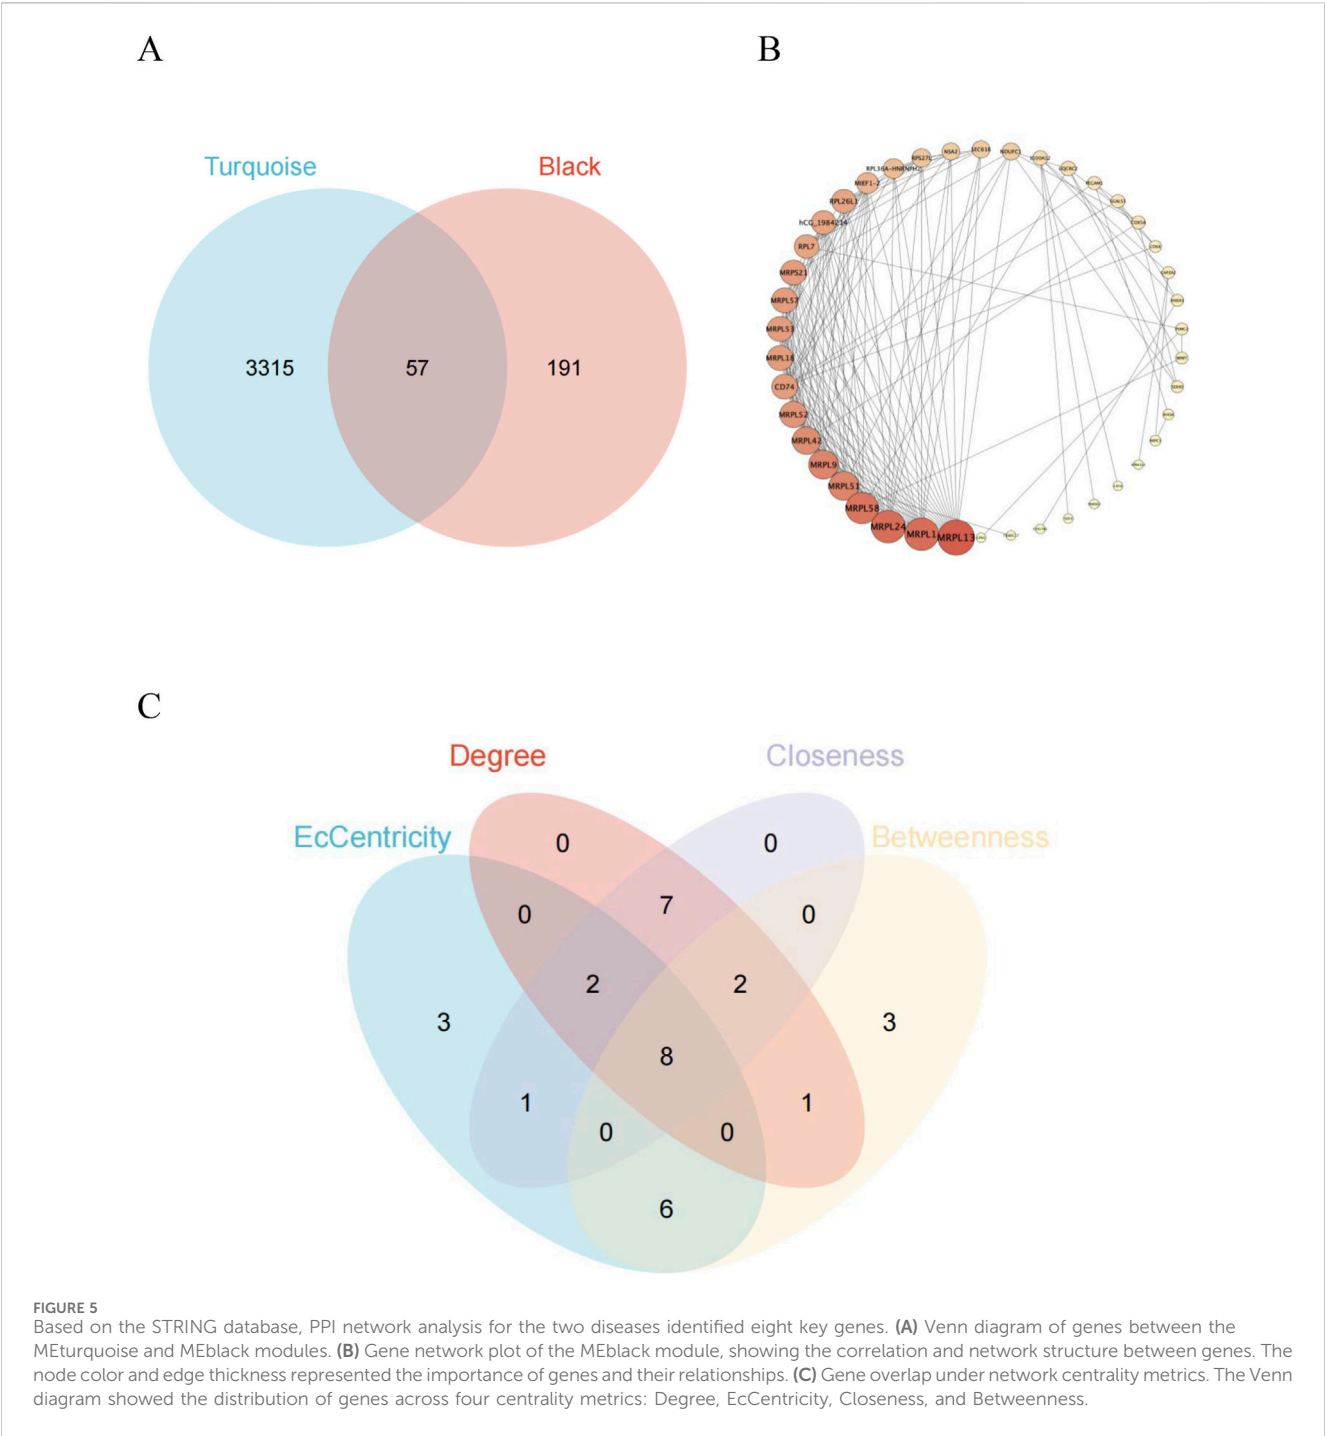 A
B
Turquoise
Black
3315
57
191
NDUFC1
SEC61B
NSA2
RPS27L
RPL36A-HNRNPH2
MIEF1-2
RPL26L1
hCG_1984214
RPL7
MRPS21
MRPL57
MRPL53
MRPL18
CD74
MRPL52
MRPL42
MRPL9
MRPL51
MRPL58
MRPL24
MRPL1
MRPL13
C
Degree
Closeness
EcCentricity
Betweenness
0
0
0
7
0
2
2
3
3
8
1
1
0
0
6
FIGURE 5
Based on the STRING database, PPI network analysis for the two diseases identified eight key genes. (A) Venn diagram of genes between the
MEturquoise and MEblack modules. (B) Gene network plot of the MEblack module, showing the correlation and network structure between genes. The
node color and edge thickness represented the importance of genes and their relationships. (C) Gene overlap under network centrality metrics. The Venn
diagram showed the distribution of genes across four centrality metrics: Degree, EcCentricity, Closeness, and Betweenness.